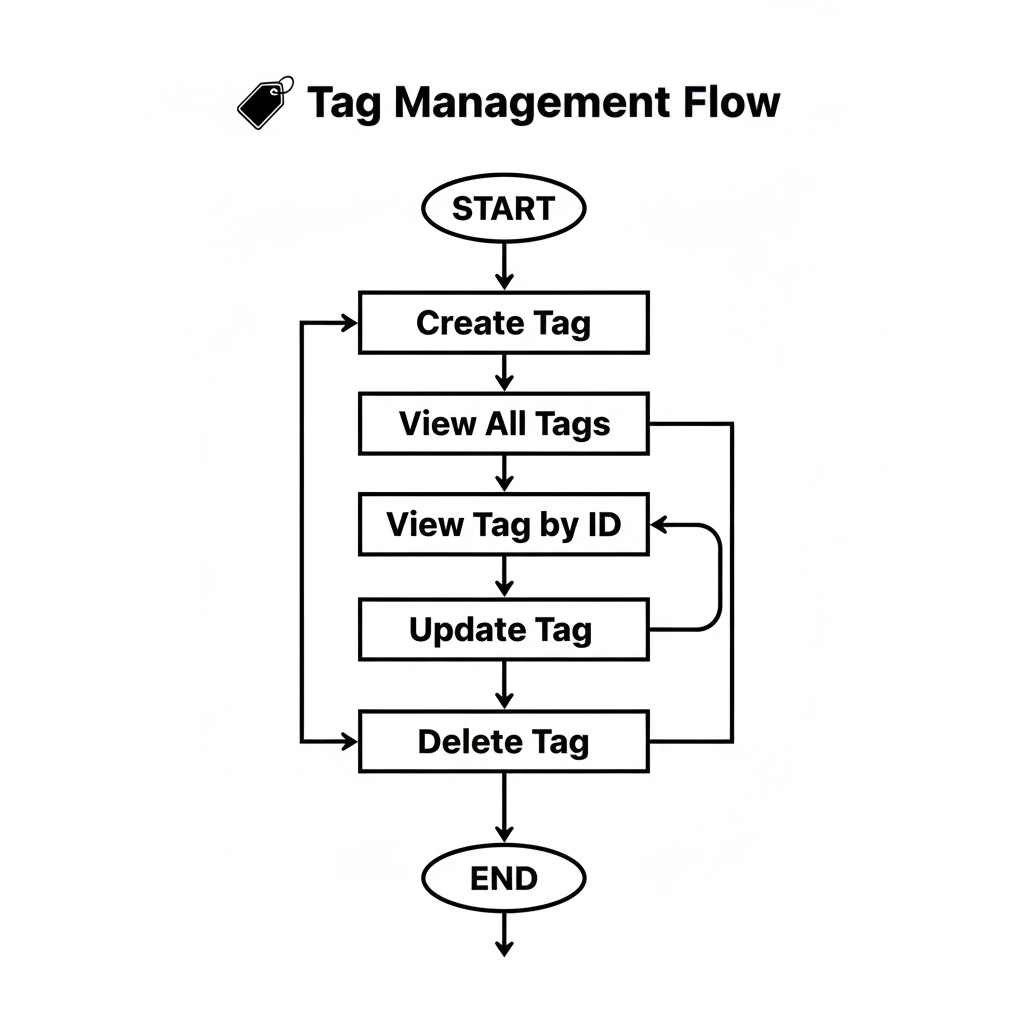 Tag Management Flow
START
Create Tag
View All Tags
View Tag by ID
Update Tag
Delete Tag
END